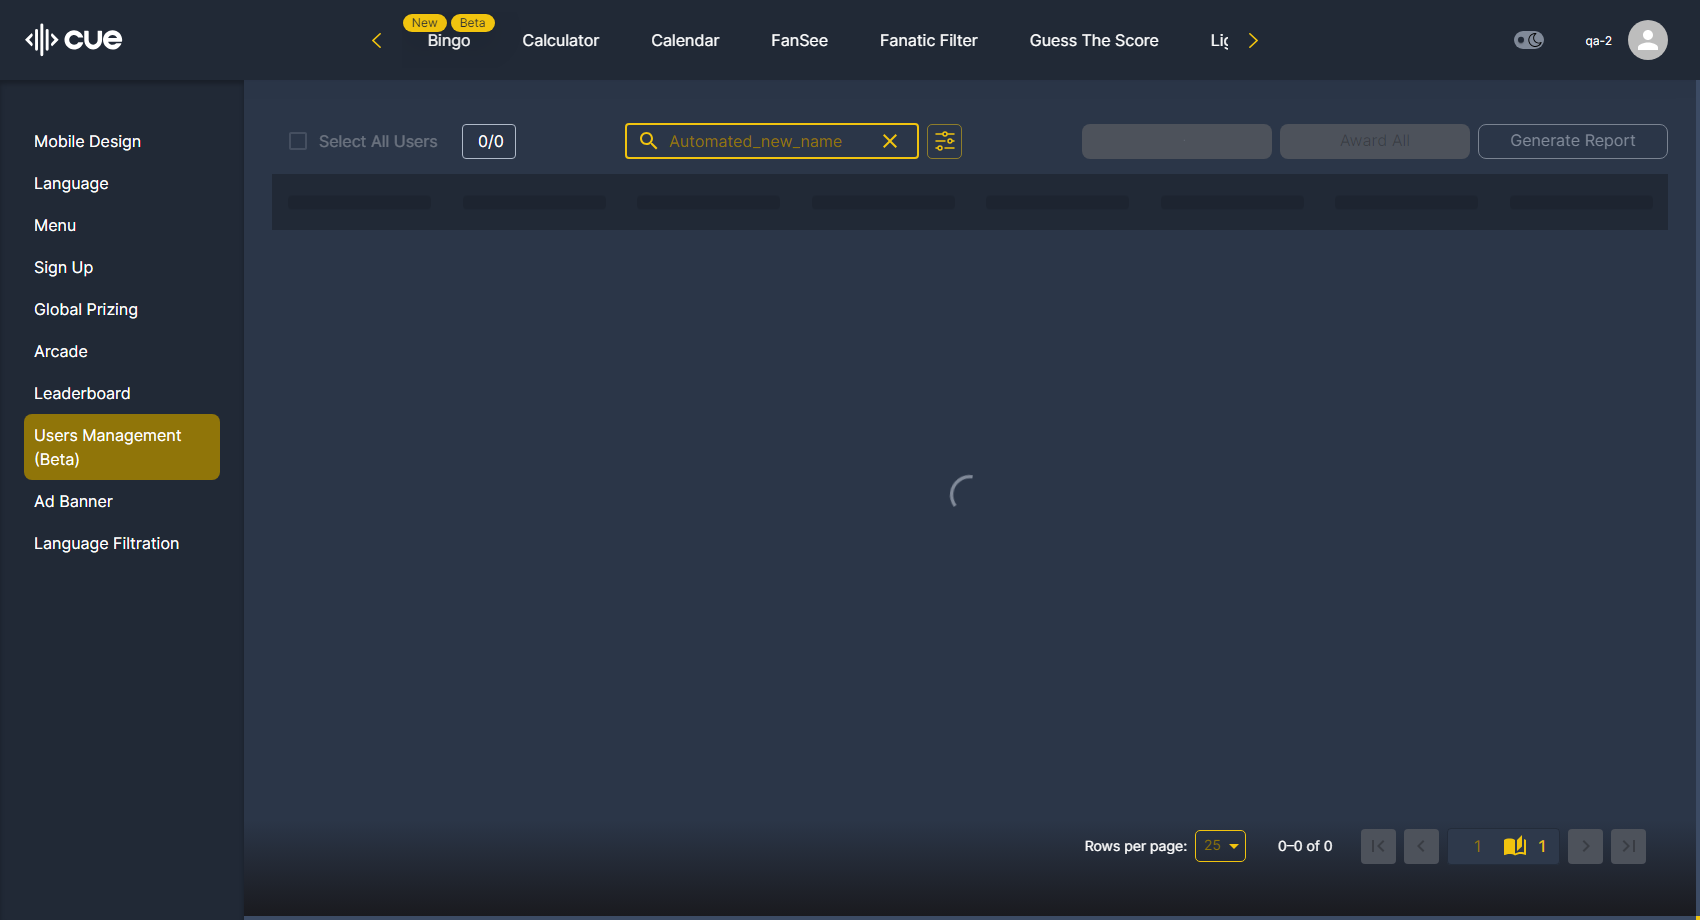 cue
New Beta
Bingo Calculator Calendar FanSee Fanatic Filter Guess The Score Lig
qa-2
Mobile Design
Language
Menu
Sign Up
Global Prizing
Arcade
Leaderboard
Users Management
(Beta)
Ad Banner
Language Filtration
Select All Users 0/0 Automated_new_name Award All Generate Report
Rows per page: 25 0–0 of 0 1 1